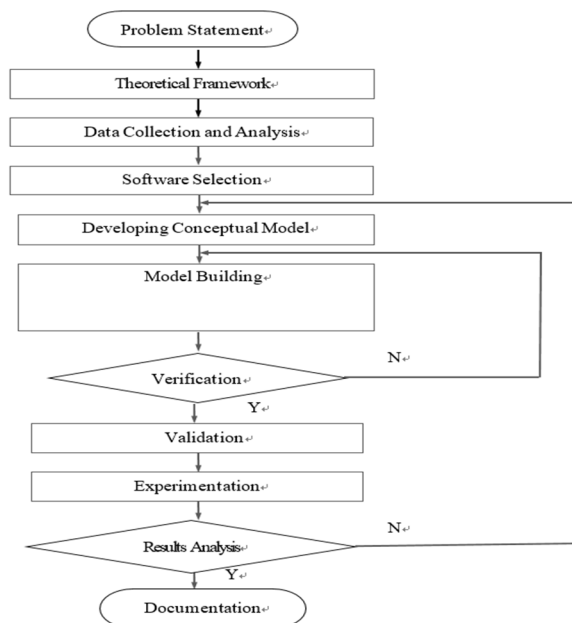 Problem Statement
Theoretical Framework
Data Collection and Analysis
Software Selection
Developing Conceptual Model
Model Building
N
Verification
Y
Validation
Experimentation
N
Results Analysis
Y
Documentation